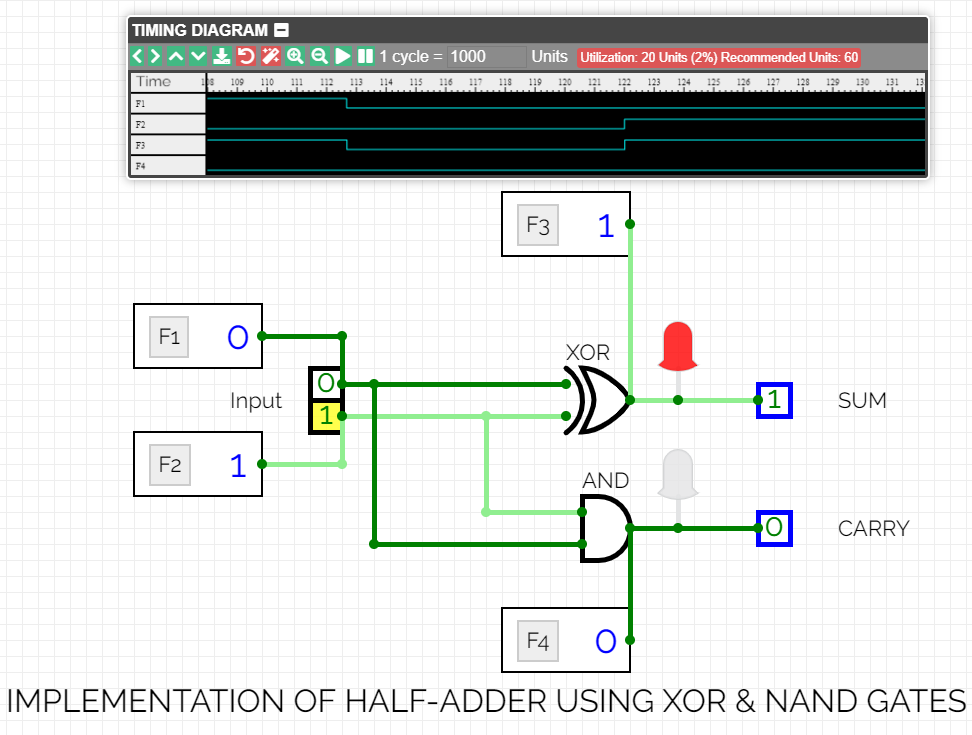 TIMING DIAGRAM
1 cycle = 1000 Units Utilization: 20 Units (2%) Recommended Units: 60
Time 108 109 110 111 112 113 114 115 116 117 118 119 120 121 122 123 124 125 126 127 128 129 130 131 13
F1
F2
F3
F4
F3 1
F1 0
XOR
0
Input
1
1 SUM
F2 1
AND
0 CARRY
F4 0
IMPLEMENTATION OF HALF-ADDER USING XOR & NAND GATES